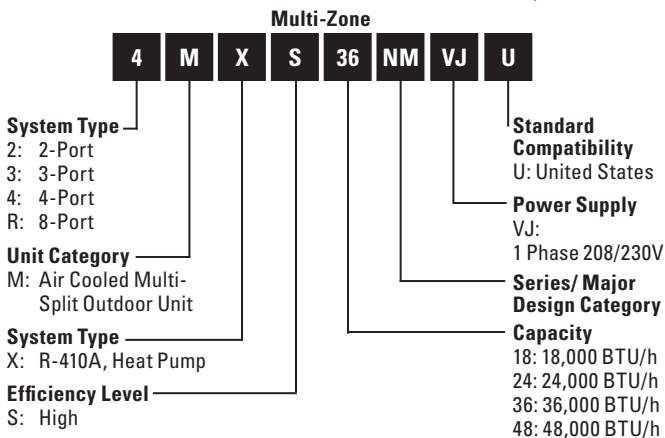 Multi-Zone
4 M X S 36 NM VJ U
System Type
2: 2-Port
3: 3-Port
4: 4-Port
R: 8-Port
Unit Category
M: Air Cooled Multi-
Split Outdoor Unit
System Type
X: R-410A, Heat Pump
Efficiency Level
S: High
Standard
Compatibility
U: United States
Power Supply
VJ:
1 Phase 208/230V
Series/ Major
Design Category
Capacity
18: 18,000 BTU/h
24: 24,000 BTU/h
36: 36,000 BTU/h
48: 48,000 BTU/h